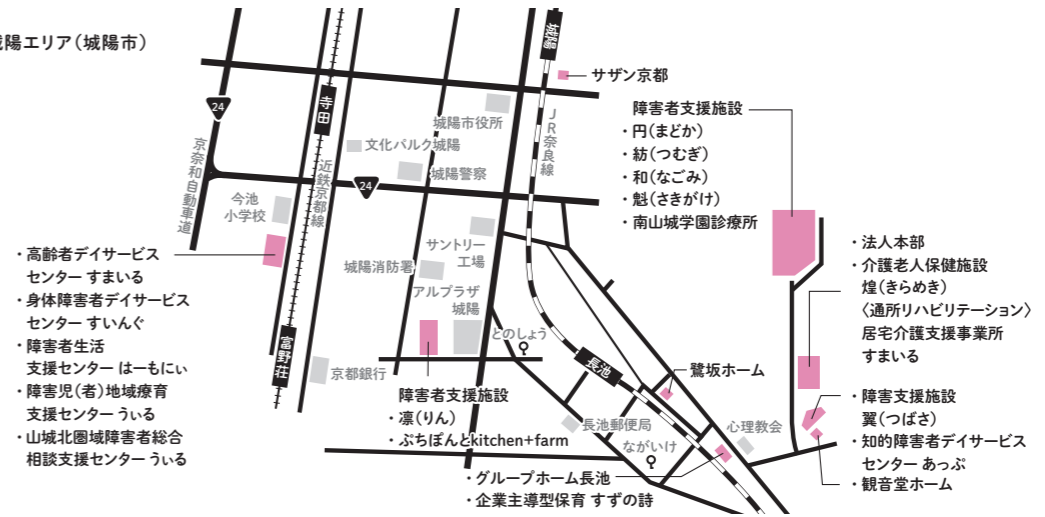 城陽エリア（城陽市）
城陽
サザン京都
24
寺田
城陽市役所
JR奈良線
文化パルク城陽
城陽警察
京奈和自動車道
近鉄京都線
24
今池
小学校
障害者支援施設
・円（まどか）
・紡（つむぎ）
・和（なごみ）
・魁（さきがけ）
・南山城学園診療所
サントリー
工場
城陽消防署
アルプラザ
城陽
・高齢者デイサービス
センター すまいる
・身体障害者デイサービス
センター すいんぐ
・障害者生活
支援センター はーもにぃ
・障害児（者）地域療育
支援センター うぃる
・山城北圏域障害者総合
相談支援センター うぃる
・法人本部
・介護老人保健施設
煌（きらめき）
〈通所リハビリテーション〉
居宅介護支援事業所
すまいる
とのしょう
富野荘
京都銀行
長池
鷺坂ホーム
障害者支援施設
・凛（りん）
・ぷちぽんとkitchen+farm
長池郵便局
ながいけ
心理教会
・障害支援施設
翼（つばさ）
・知的障害者デイサービス
センター あっぷ
・観音堂ホーム
・グループホーム長池
・企業主導型保育 すずの詩